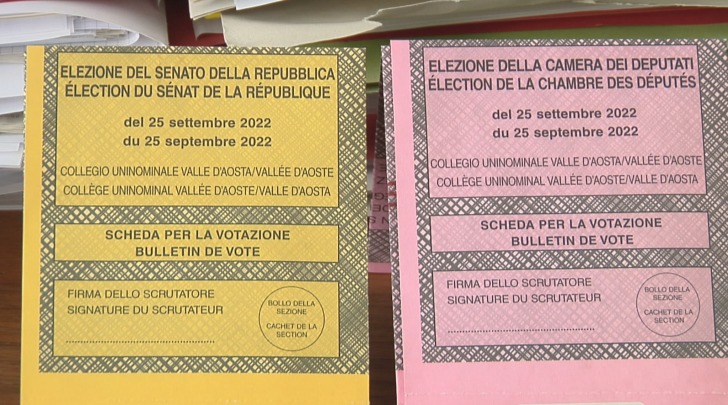 ELEZIONE DEL SENATO DELLA REPUBBLICA
ÉLECTION DU SÉNAT DE LA RÉPUBLIQUE
del 25 settembre 2022
du 25 septembre 2022
COLLEGIO UNINOMINALE VALLE D'AOSTA/VALLÉE D'AOSTE
COLLÈGE UNINOMINAL VALLÉE D'AOSTE/VALLE D'AOSTA
SCHEDA PER LA VOTAZIONE
BULLETIN DE VOTE
FIRMA DELLO SCRUTATORE
SIGNATURE DU SCRUTATEUR
BOLLO DELLA
SEZIONE
CACHET DE LA
SECTION
ELEZIONE DELLA CAMERA DEI DEPUTATI
ÉLECTION DE LA CHAMBRE DES DÉPUTÉS
del 25 settembre 2022
du 25 septembre 2022
COLLEGIO UNINOMINALE VALLE D'AOSTA/VALLÉE D'AOSTE
COLLÈGE UNINOMINAL VALLÉE D'AOSTE/VALLE D'AOSTA
SCHEDA PER LA VOTAZIONE
BULLETIN DE VOTE
FIRMA DELLO SCRUTATORE
SIGNATURE DU SCRUTATEUR
BOLLO DELLA
SEZIONE
CACHET DE LA
SECTION